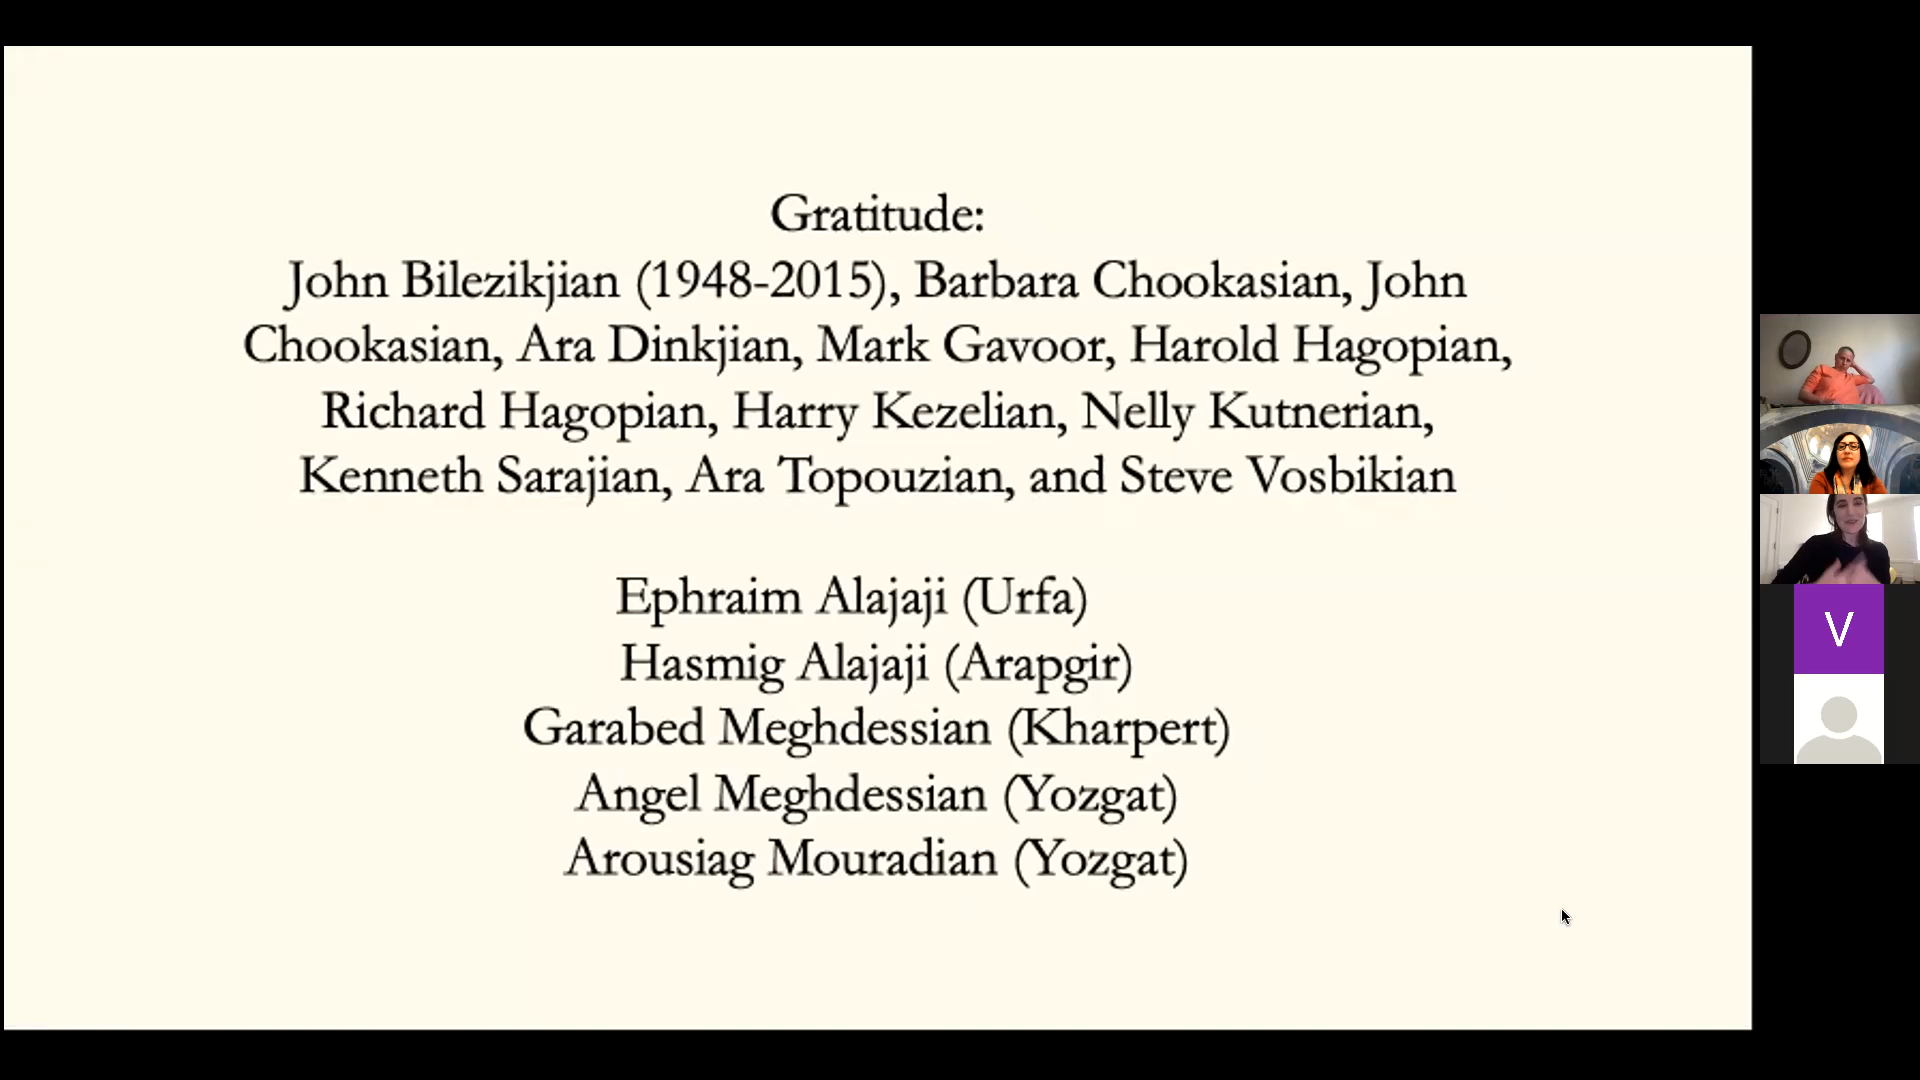 Gratitude:
John Bilezikjian (1948-2015), Barbara Chookasian, John
Chookasian, Ara Dinkjian, Mark Gavoor, Harold Hagopian,
Richard Hagopian, Harry Kezelian, Nelly Kutnerian,
Kenneth Sarajian, Ara Topouzian, and Steve Vosbikian
Ephraim Alajaji (Urfa)
Hasmig Alajaji (Arapgir)
Garabed Meghdessian (Kharpert)
Angel Meghdessian (Yozgat)
Arousiag Mouradian (Yozgat)
V